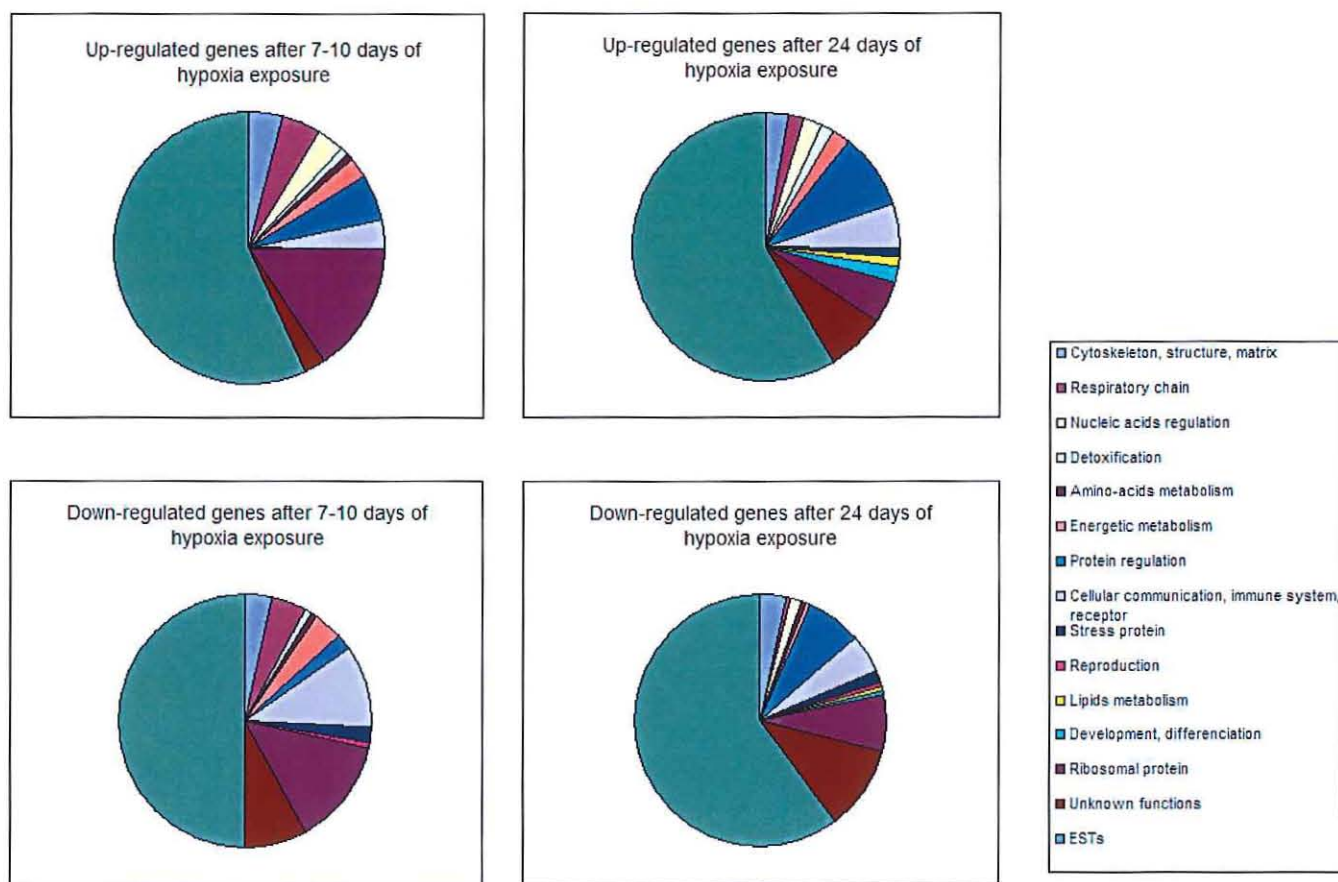 Up-regulated genes after 7-10 days of
hypoxia exposure
Up-regulated genes after 24 days of
hypoxia exposure
Down-regulated genes after 7-10 days of
hypoxia exposure
Down-regulated genes after 24 days of
hypoxia exposure
Cytoskeleton, structure, matrix
Respiratory chain
Nucleic acids regulation
Detoxification
Amino-acids metabolism
Energetic metabolism
Protein regulation
Cellular communication, immune system,
receptor
Stress protein
Reproduction
Lipids metabolism
Development, differenciation
Ribosomal protein
Unknown functions
ESTs